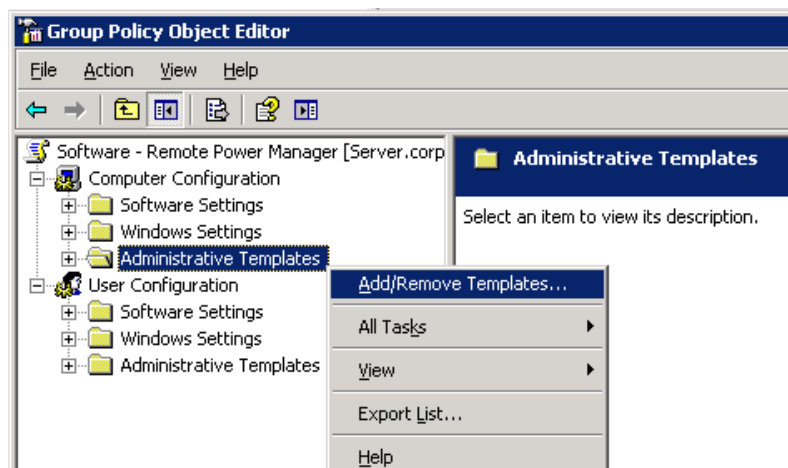 Group Policy Object Editor
File Action View Help
Software - Remote Power Manager [Server.corp
Computer Configuration
Software Settings
Windows Settings
Administrative Templates
User Configuration
Software Settings
Windows Settings
Administrative Templates
Administrative Templates
Select an item to view its description.
Add/Remove Templates...
All Tasks
View
Export List...
Help